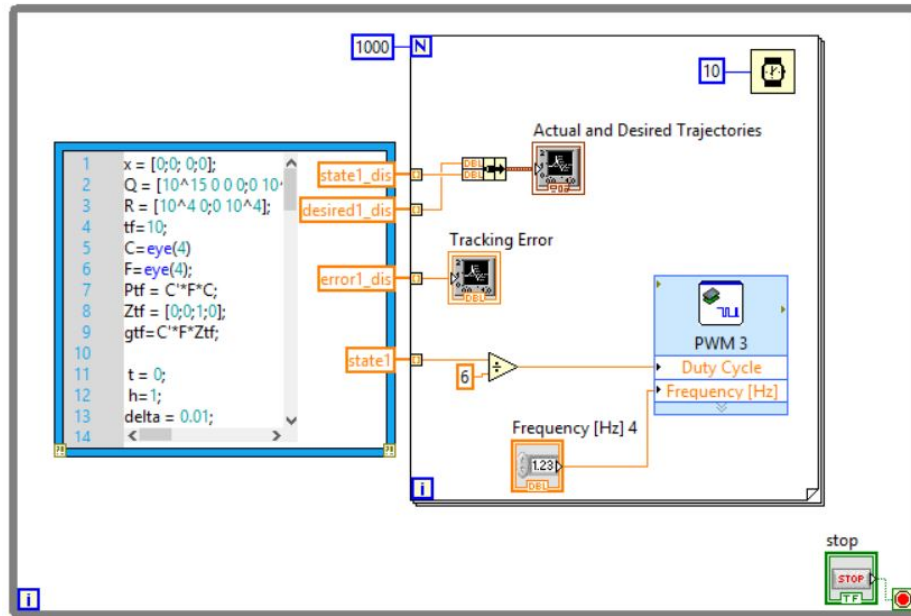 1000
N
10
Actual and Desired Trajectories
1 x = [0;0; 0;0];
2 Q = [10^15 0 0 0;0 10^
3 R = [10^4 0;0 10^4];
4 tf=10;
5 C=eye(4)
6 F=eye(4);
7 Ptf = C'*F*C;
8 Ztf = [0;0;1;0];
9 gtf=C'*F*Ztf;
10
11 t = 0;
12 h=1;
13 delta = 0.01;
14
state1_dis
desired1_dis
error1_dis
state1
DBL
DBL
Tracking Error
DBL
6
÷
PWM 3
Duty Cycle
Frequency [Hz]
Frequency [Hz] 4
1.23
DBL
i
stop
STOP
TF
i